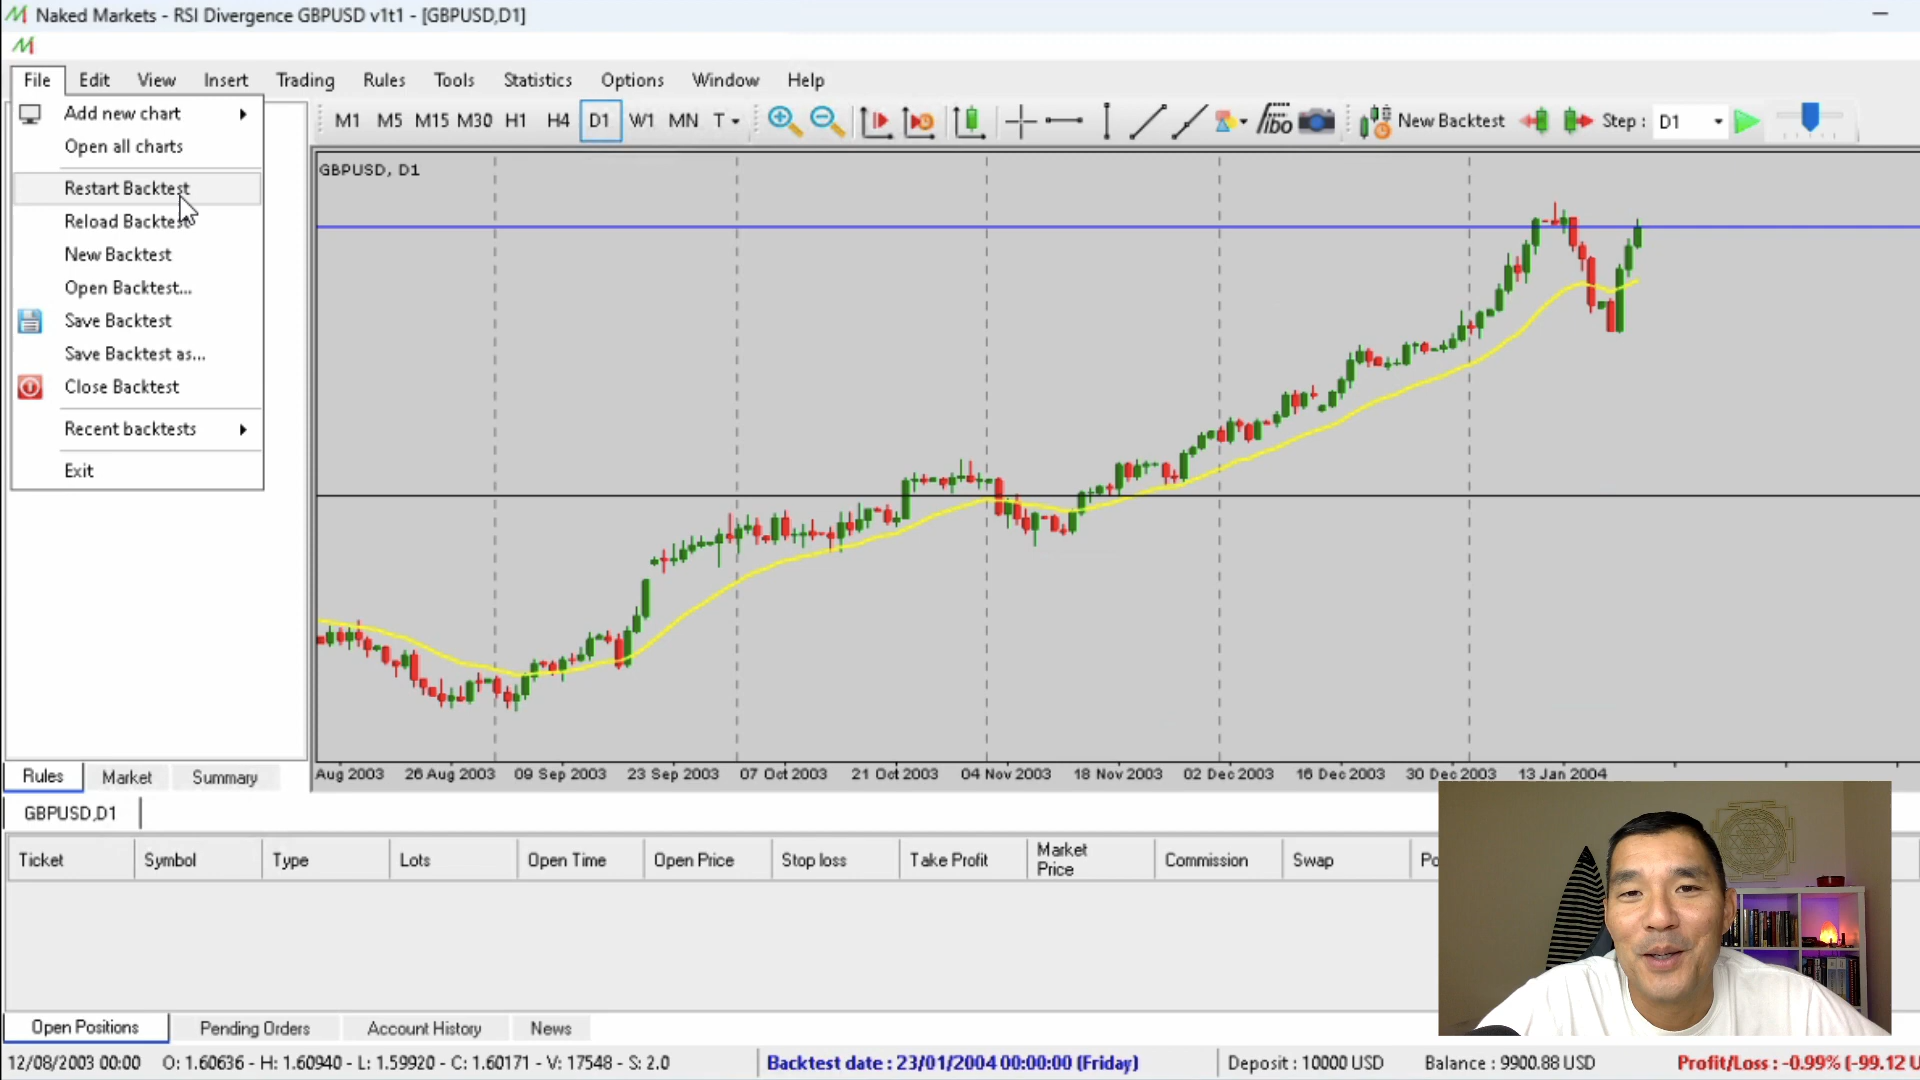 Naked Markets - RSI Divergence GBPUSD v1t1 - [GBPUSD,D1]
File Edit View Insert Trading Rules Tools Statistics Options Window Help
Add new chart
Open all charts
Restart Backtest
Reload Backtest
New Backtest
Open Backtest...
Save Backtest
Save Backtest as...
Close Backtest
Recent backtests
Exit
M1 M5 M15 M30 H1 H4 D1 W1 MN T fibo New Backtest Step : D1
GBPUSD, D1
Aug 2003 26 Aug 2003 09 Sep 2003 23 Sep 2003 07 Oct 2003 21 Oct 2003 04 Nov 2003 18 Nov 2003 02 Dec 2003 16 Dec 2003 30 Dec 2003 13 Jan 2004
Rules Market Summary
GBPUSD,D1
Ticket Symbol Type Lots Open Time Open Price Stop loss Take Profit Market Price Commission Swap Po
Open Positions Pending Orders Account History News
12/08/2003 00:00 O: 1.60636 - H: 1.60940 - L: 1.59920 - C: 1.60171 - V: 17548 - S: 2.0 Backtest date : 23/01/2004 00:00:00 (Friday) Deposit : 10000 USD Balance : 9900.88 USD Profit/Loss : -0.99% (-99.12 U